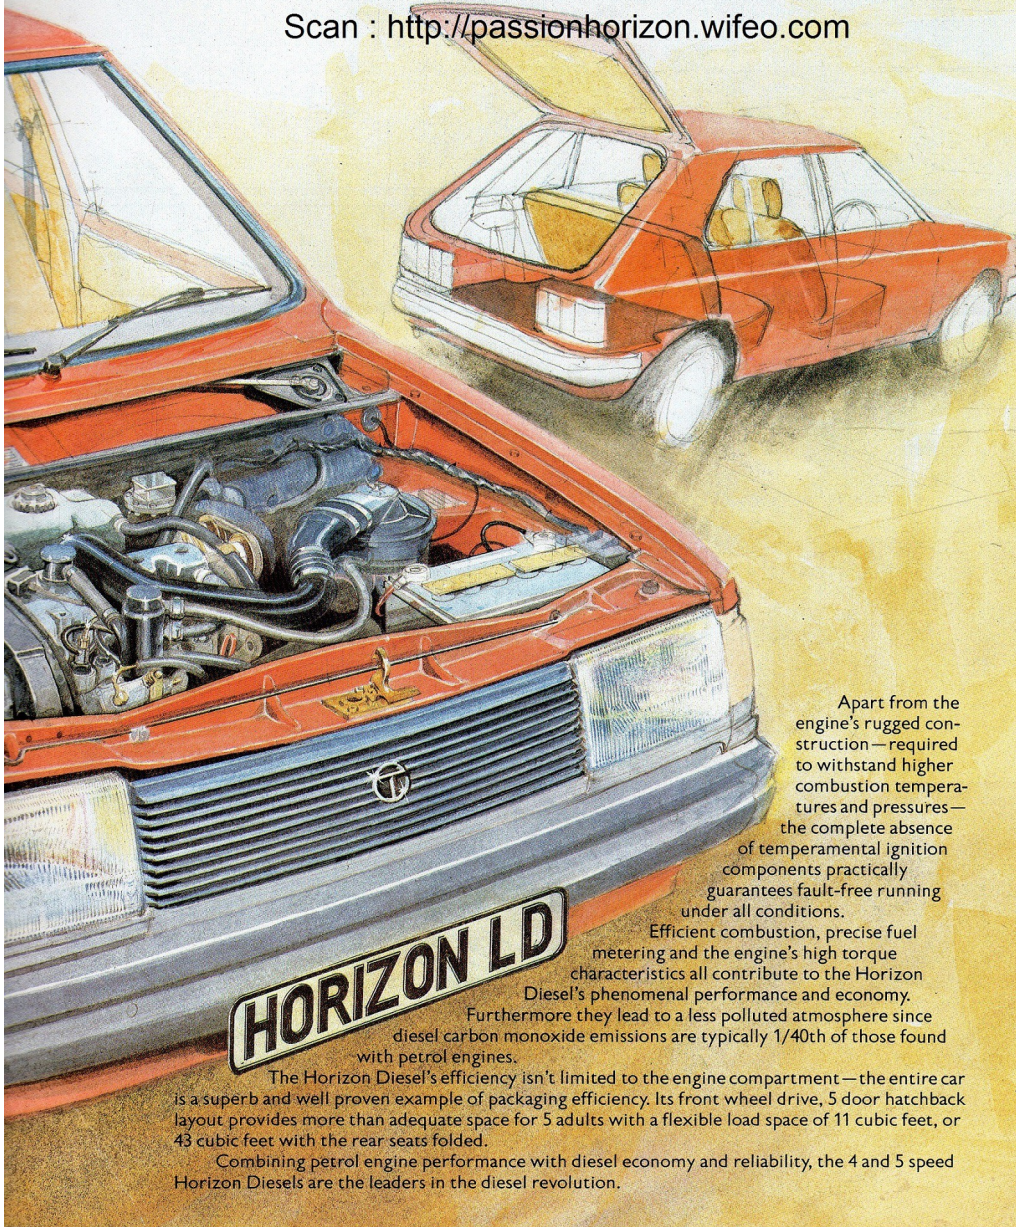 Scan : http://passionhorizon.wifeo.com
Apart from the
engine's rugged con-
struction—required
to withstand higher
combustion tempera-
tures and pressures—
the complete absence
of temperamental ignition
components practically
guarantees fault-free running
under all conditions.
Efficient combustion, precise fuel
metering and the engine's high torque
characteristics all contribute to the Horizon
Diesel's phenomenal performance and economy.
Furthermore they lead to a less polluted atmosphere since
diesel carbon monoxide emissions are typically 1/40th of those found
with petrol engines.
HORIZON LD
The Horizon Diesel's efficiency isn't limited to the engine compartment—the entire car
is a superb and well proven example of packaging efficiency. Its front wheel drive, 5 door hatchback
layout provides more than adequate space for 5 adults with a flexible load space of 11 cubic feet, or
43 cubic feet with the rear seats folded.
Combining petrol engine performance with diesel economy and reliability, the 4 and 5 speed
Horizon Diesels are the leaders in the diesel revolution.